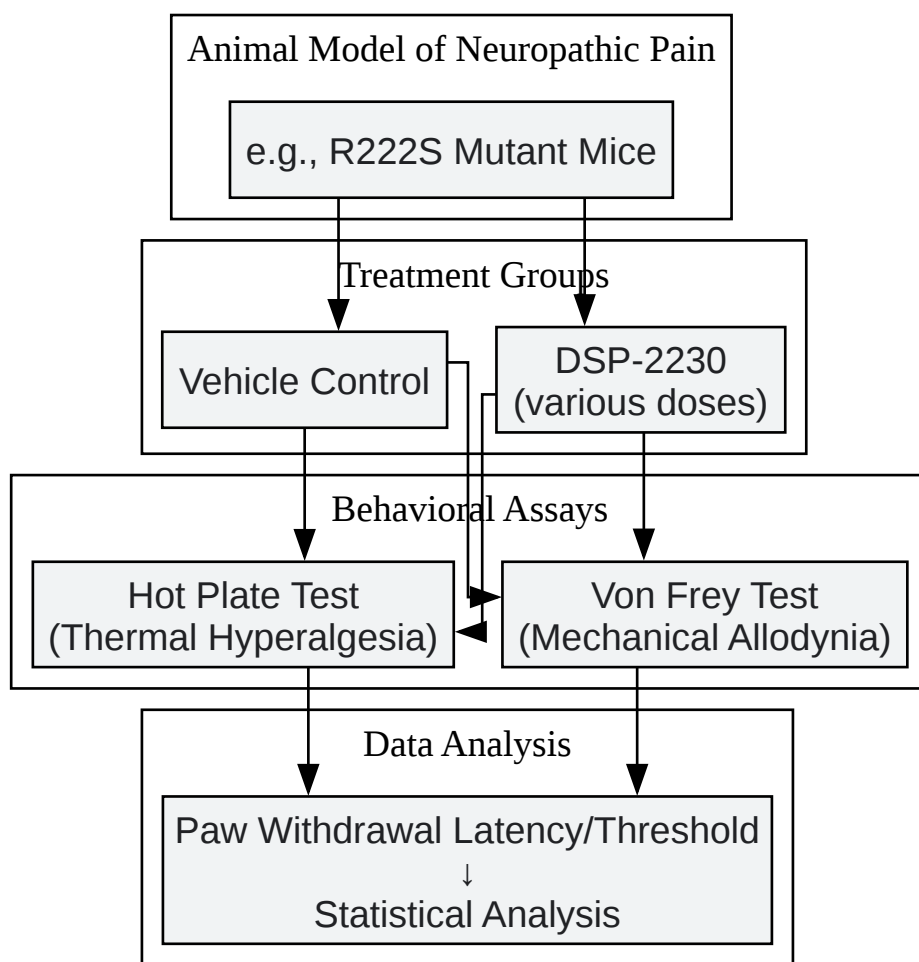 Animal Model of Neuropathic Pain
e.g., R222S Mutant Mice
Treatment Groups
Vehicle Control
DSP-2230
(various doses)
Behavioral Assays
Hot Plate Test
(Thermal Hyperalgesia)
Von Frey Test
(Mechanical Allodynia)
Data Analysis
Paw Withdrawal Latency/Threshold
↓
Statistical Analysis